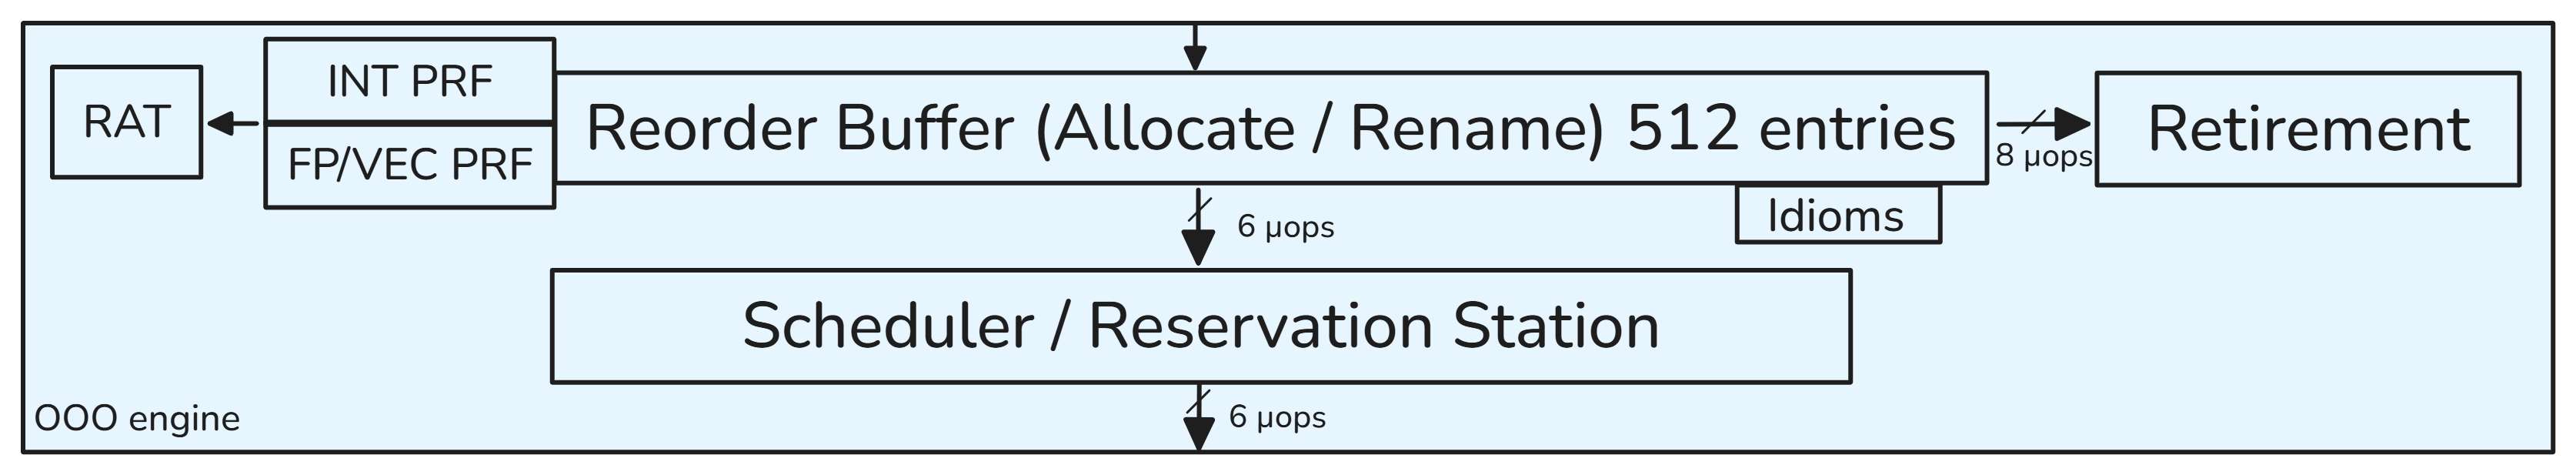 RAT
INT PRF
FP/VEC PRF
Reorder Buffer (Allocate / Rename) 512 entries
8 µops
Retirement
Idioms
6 µops
Scheduler / Reservation Station
OOO engine
6 µops